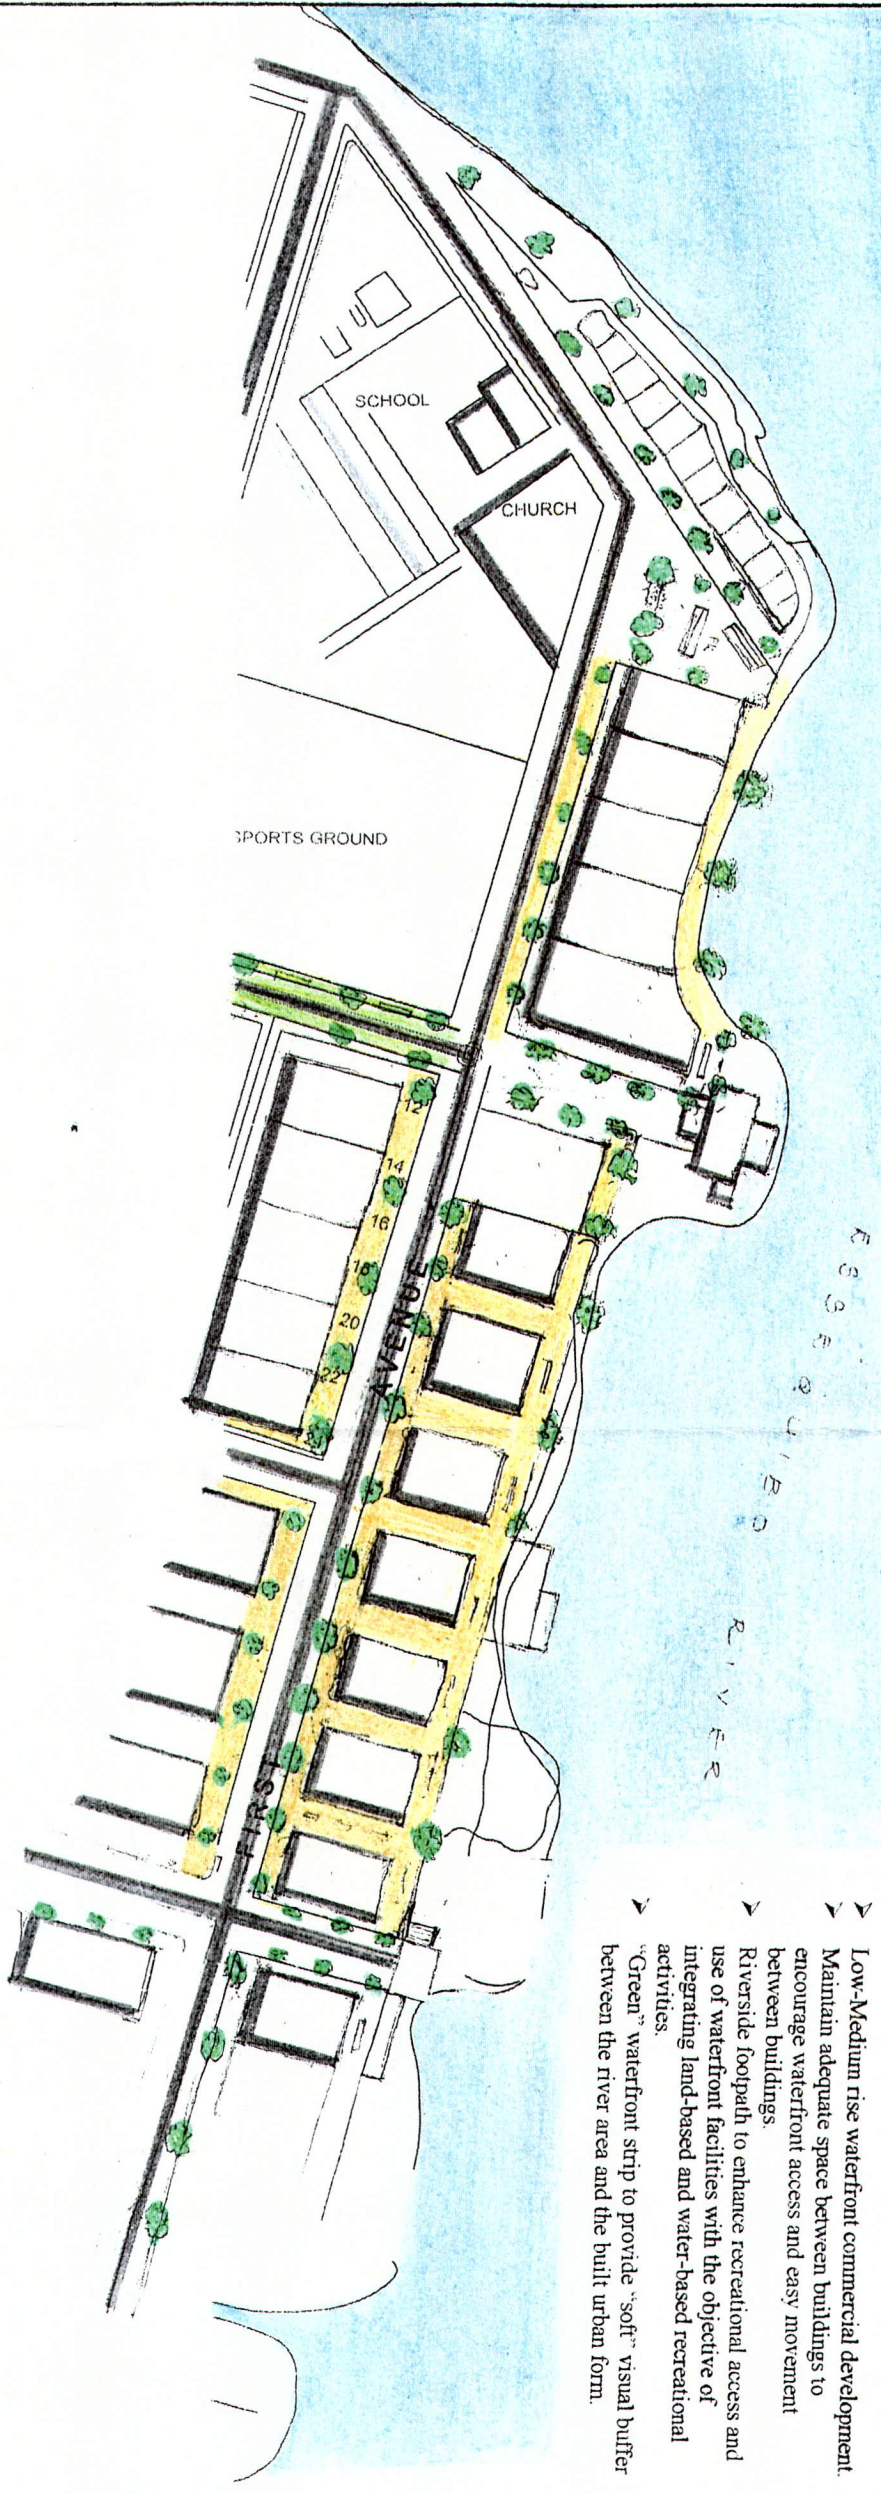 ➢ Low-Medium rise waterfront commercial development.
➢ Maintain adequate space between buildings to
encourage waterfront access and easy movement
between buildings.
➢ Riverside footpath to enhance recreational access and
use of waterfront facilities with the objective of
integrating land-based and water-based recreational
activities.
➢ “Green” waterfront strip to provide “soft” visual buffer
between the river area and the built urban form.
ESSEQUIBO RIVER
SCHOOL
CHURCH
SPORTS GROUND
12
14
16
18
20
22
24
FIRST AVENUE